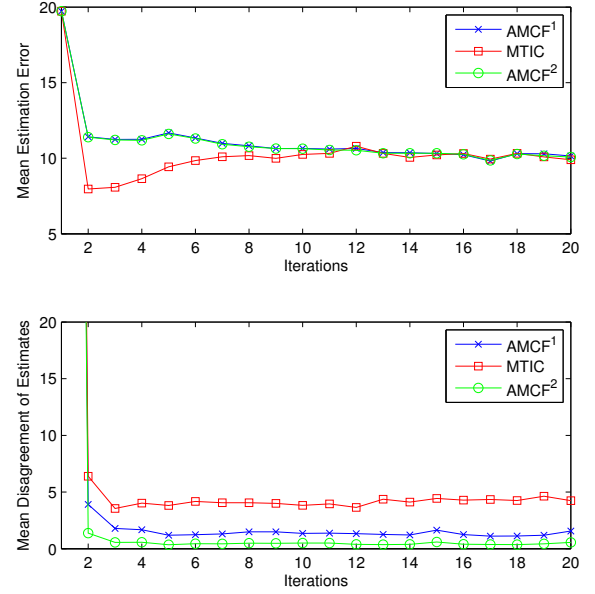 20
15
10
5
Mean Estimation Error
AMCF1
MTIC
AMCF2
2 4 6 8 10 12 14 16 18 20
Iterations
20
15
10
5
0
Mean Disagreement of Estimates
AMCF1
MTIC
AMCF2
2 4 6 8 10 12 14 16 18 20
Iterations